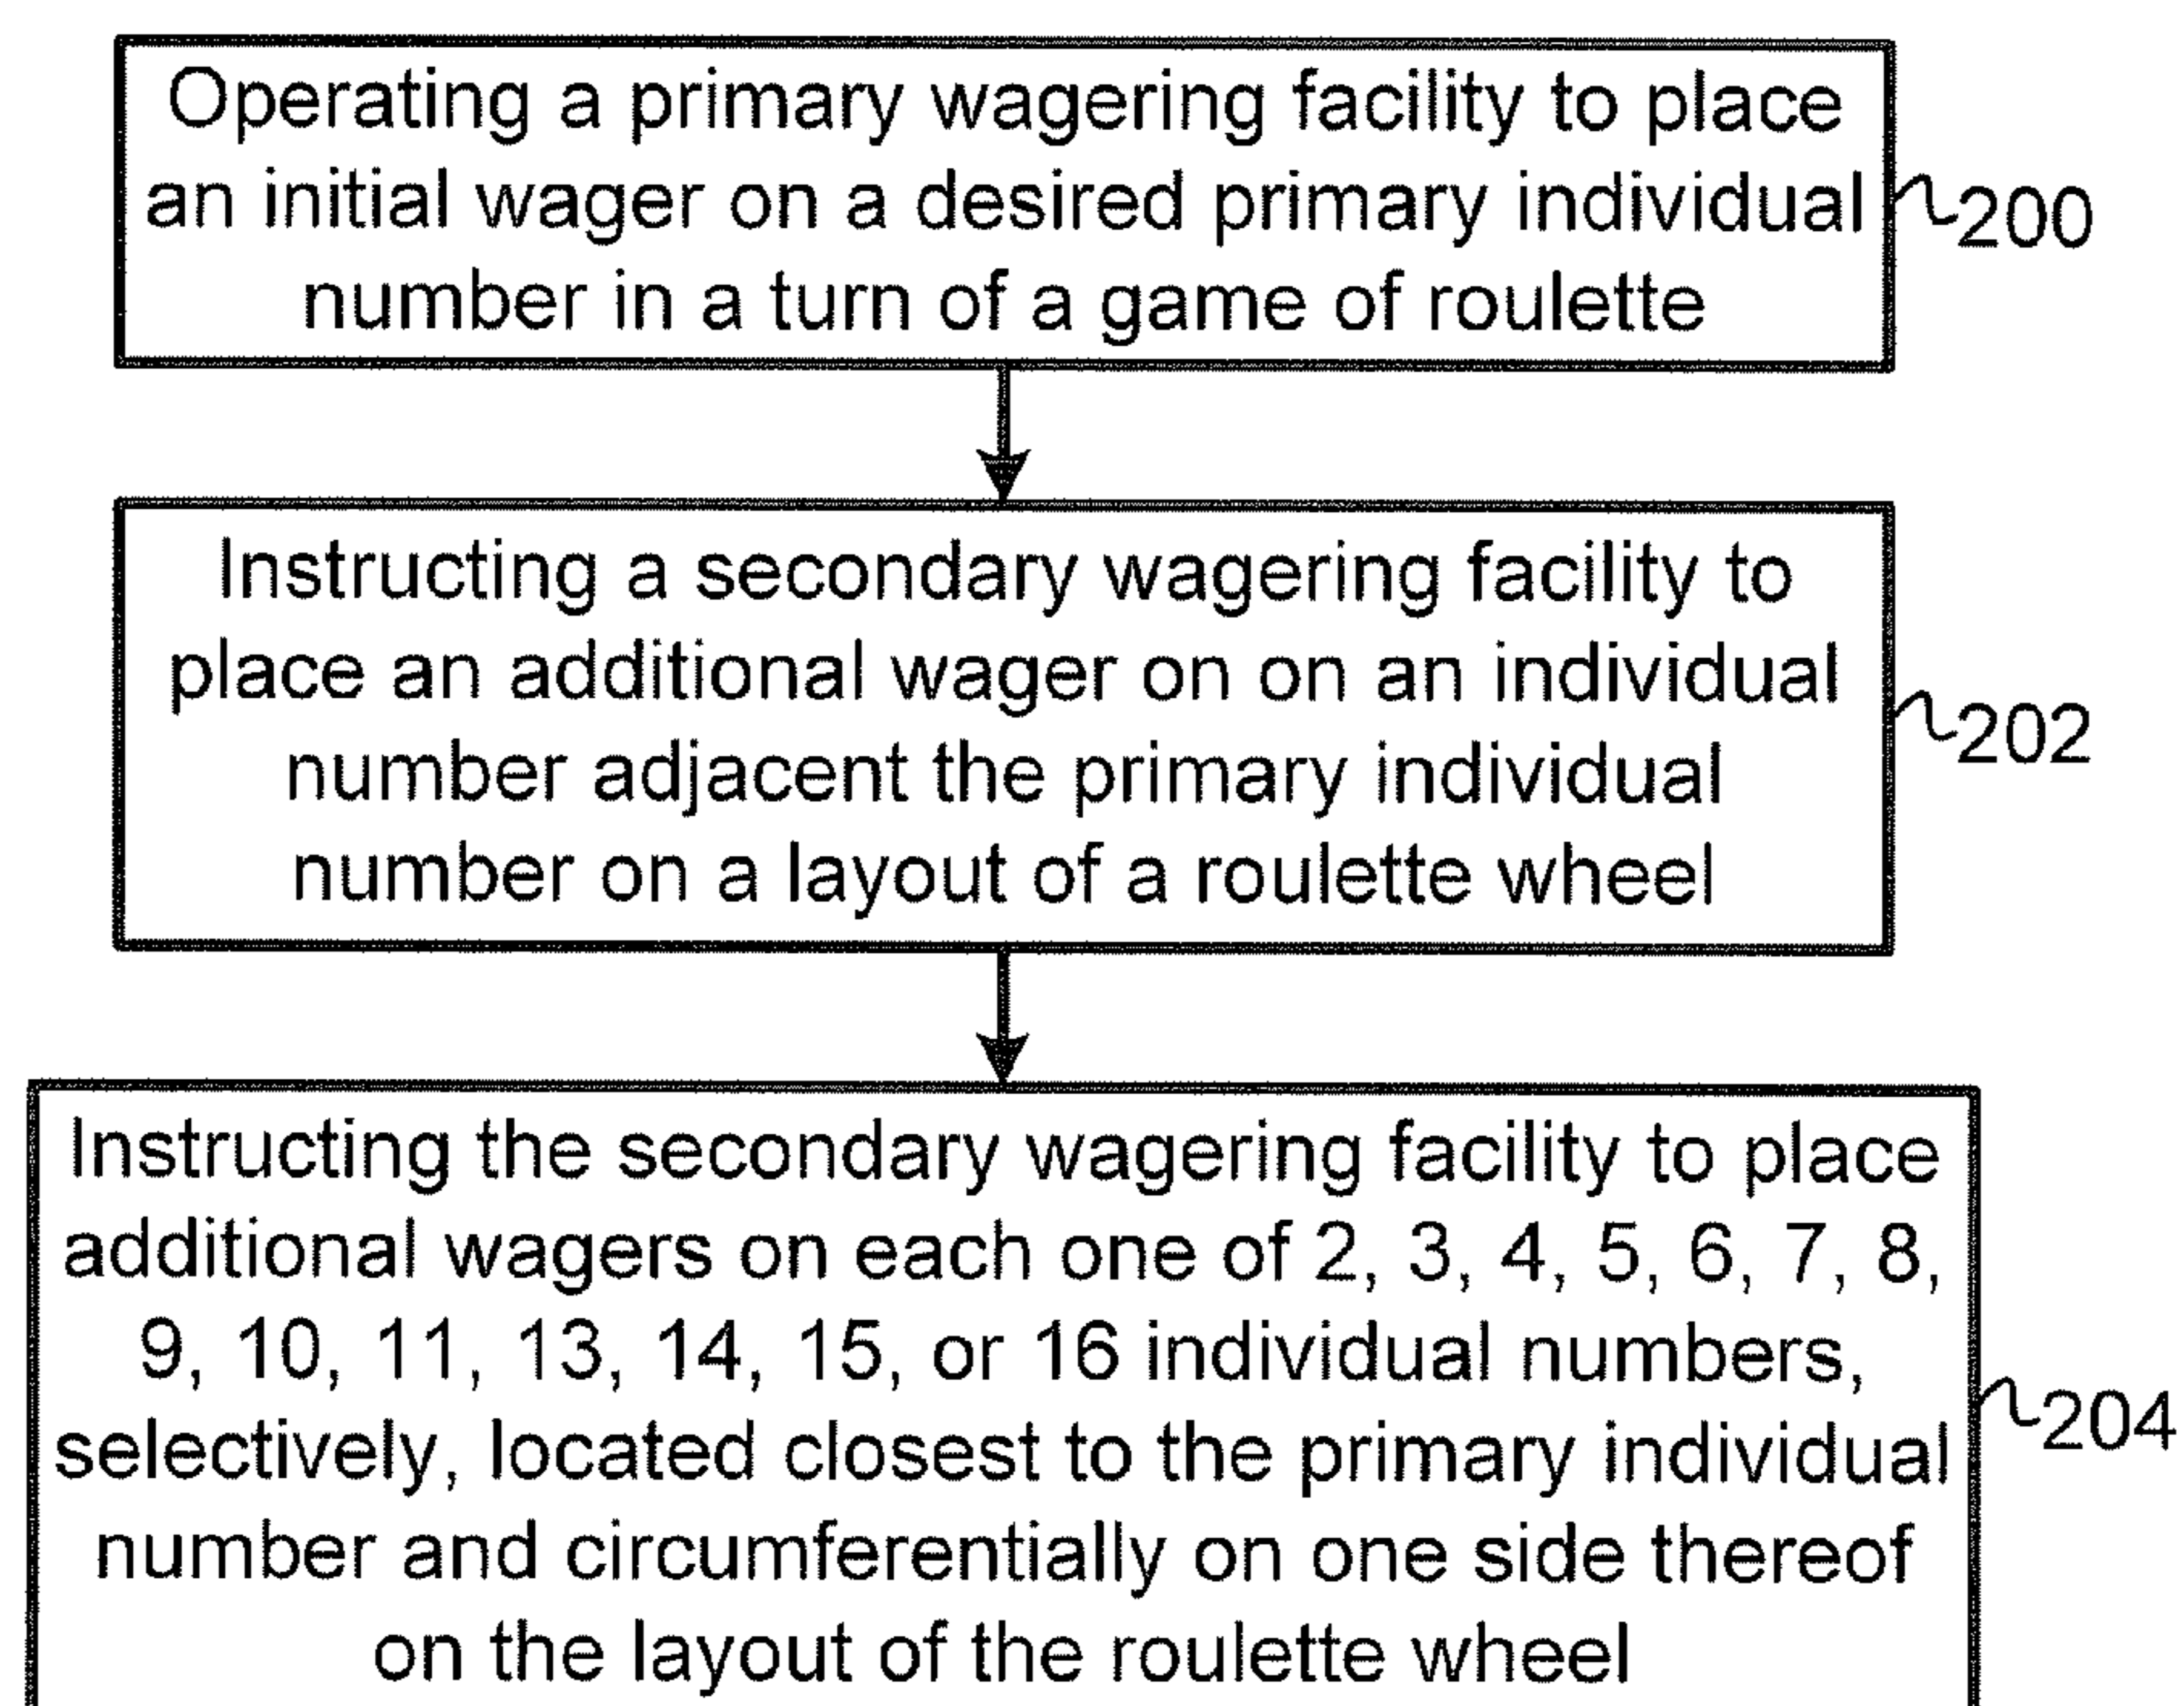 Operating a primary wagering facility to place
an initial wager on a desired primary individual
number in a turn of a game of roulette
200
Instructing a secondary wagering facility to
place an additional wager on on an individual
number adjacent the primary individual
number on a layout of a roulette wheel
202
Instructing the secondary wagering facility to place
additional wagers on each one of 2, 3, 4, 5, 6, 7, 8,
9, 10, 11, 13, 14, 15, or 16 individual numbers,
selectively, located closest to the primary individual
number and circumferentially on one side thereof
on the layout of the roulette wheel
204